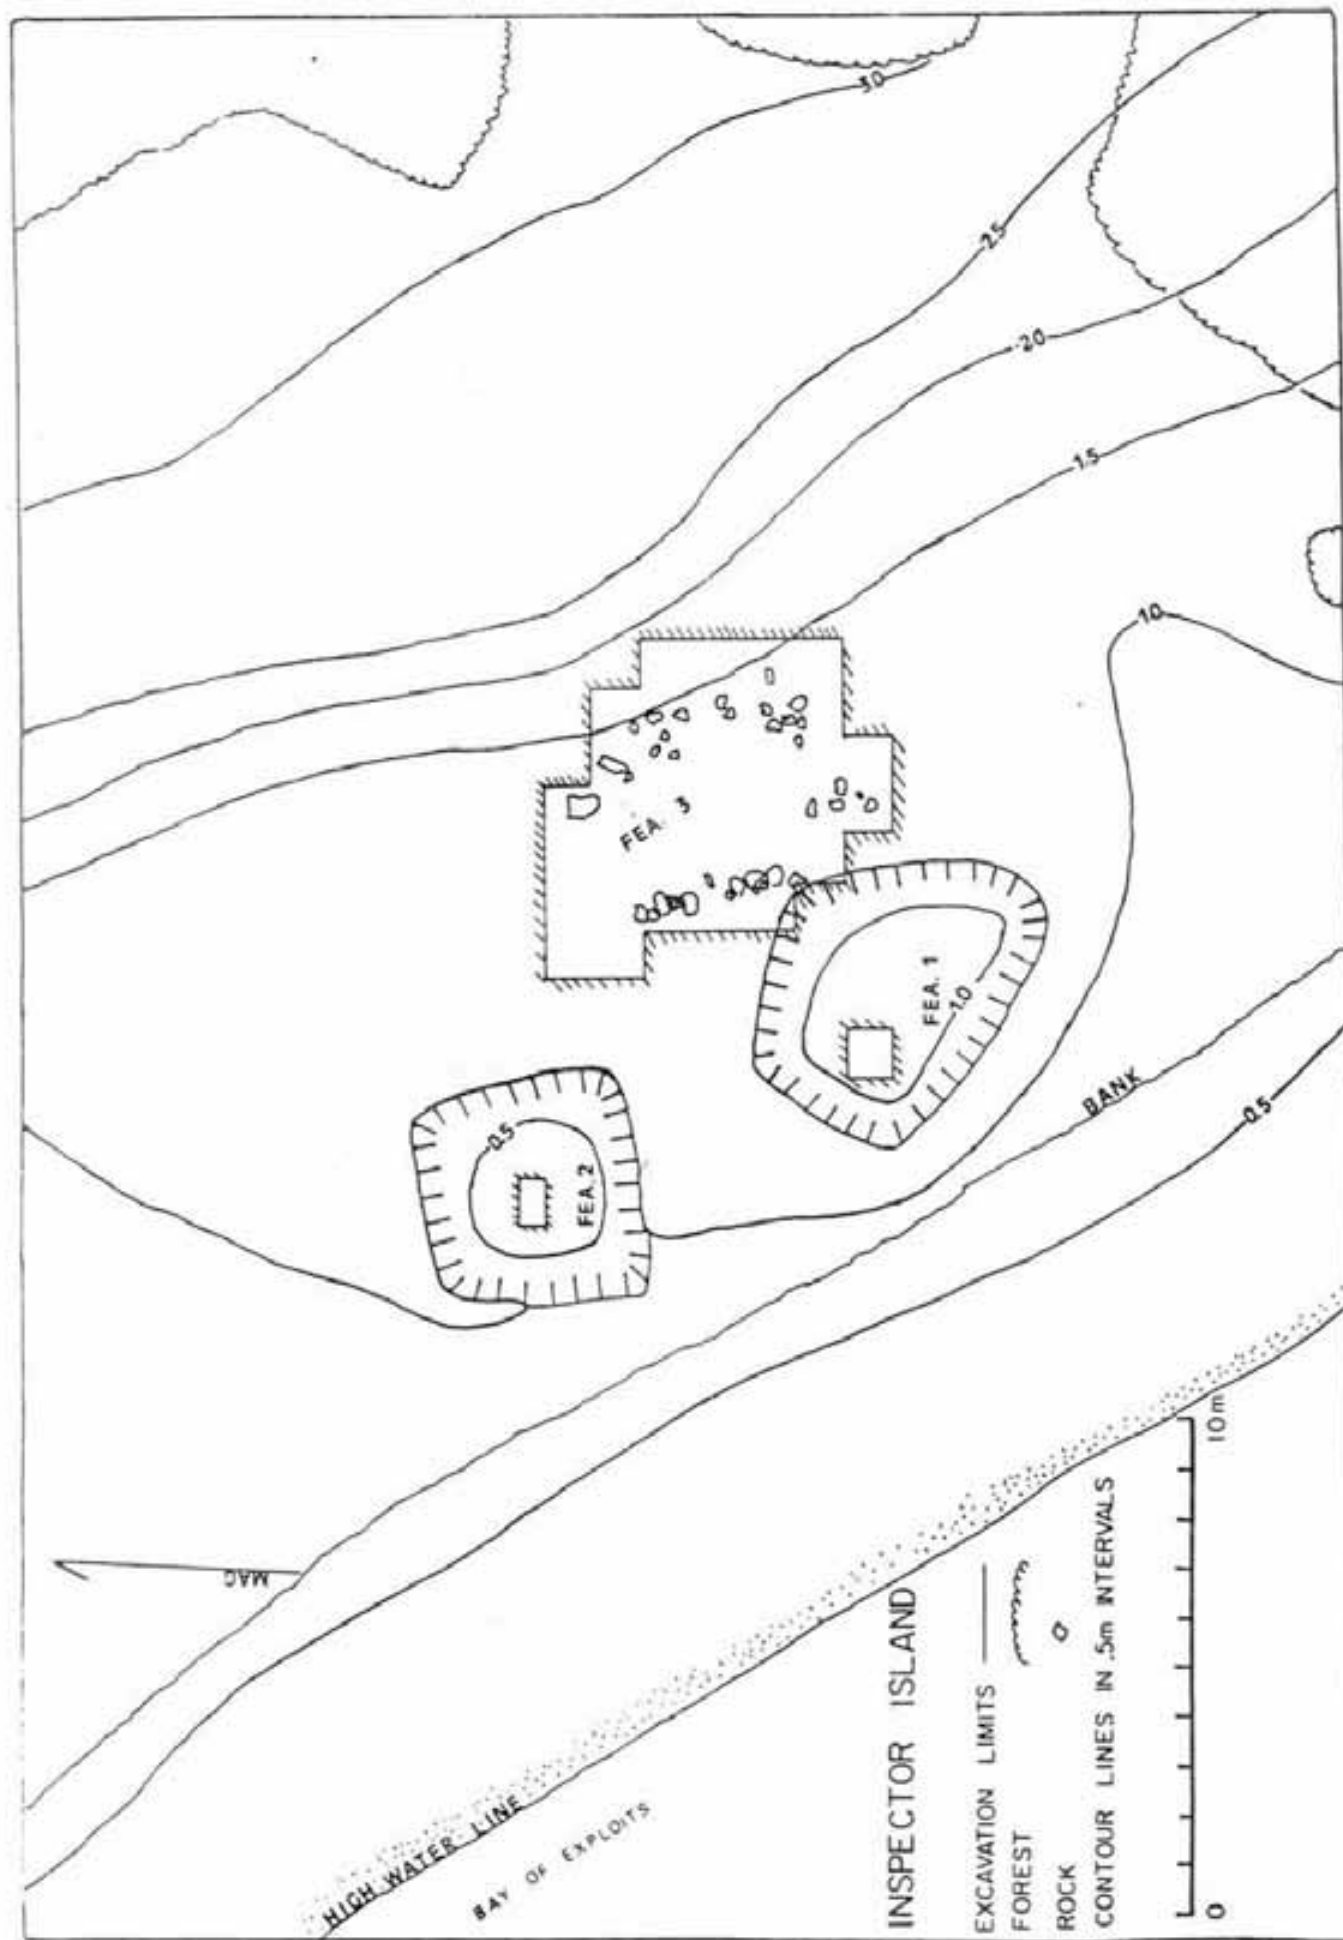 3.0
2.5
2.0
1.5
1.0
FEA. 3
FEA. 1
1.0
FEA. 2
0.5
BANK
0.5
MAG
HIGH WATER LINE
BAY OF EXPLOITS
INSPECTOR ISLAND
EXCAVATION LIMITS
FOREST
ROCK
CONTOUR LINES IN .5m INTERVALS
0 10m